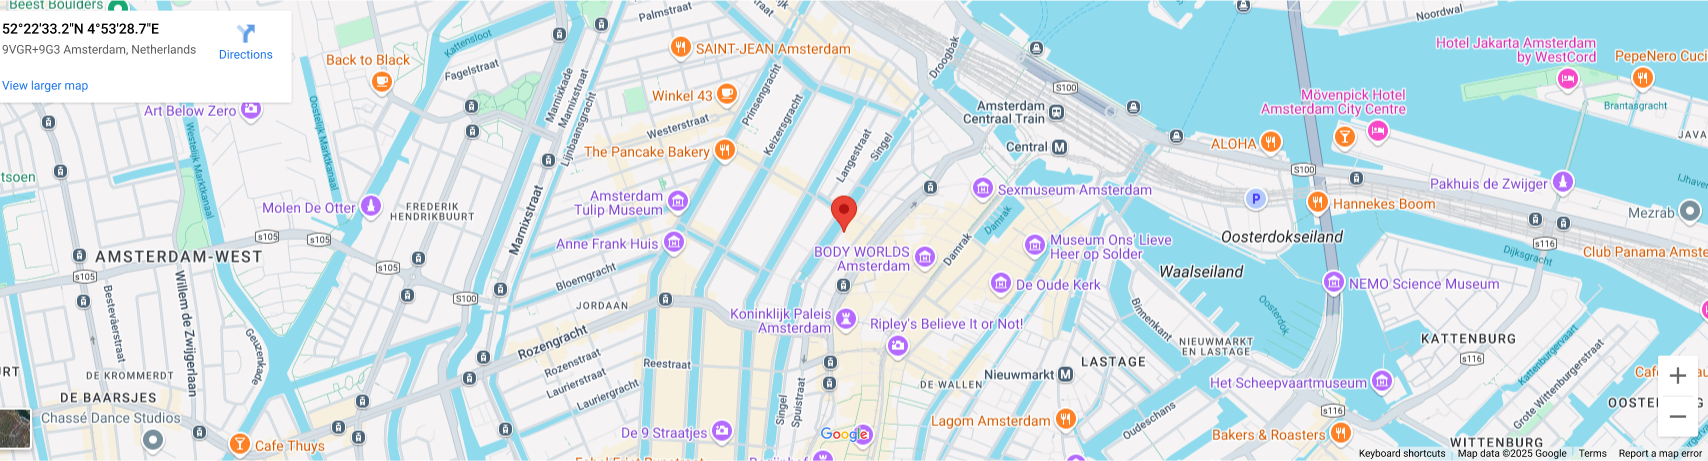 Beest Boulders
52°22'33.2"N 4°53'28.7"E
9VGR+9G3 Amsterdam, Netherlands
Directions
View larger map
Kattensloot
Palmstraat
Noordwal
SAINT-JEAN Amsterdam
Droogbak
Hotel Jakarta Amsterdam
by WestCord
PepeNero Cuci
Back to Black
Fagelstraat
Marnixkade
Marnixstraat
Lijnbaansgracht
Prinsengracht
Keizersgracht
S100
Winkel 43
Mövenpick Hotel
Amsterdam City Centre
Brantasgracht
Art Below Zero
Oostelijk Marktkanaal
Westelijk Marktkanaal
Amsterdam
Centraal Train
Westerstraat
Langestraat
Singel
Central
ALOHA
JAVA
The Pancake Bakery
S100
tsoen
Amsterdam
Tulip Museum
Sexmuseum Amsterdam
Pakhuis de Zwijger
IJhave
Molen De Otter
FREDERIK
HENDRIKBUURT
Marnixstraat
Hannekes Boom
Mezrab
Damrak
s105
s105
Anne Frank Huis
Oosterdokseiland
s116
AMSTERDAM-WEST
BODY WORLDS
Amsterdam
Damrak
Museum Ons' Lieve
Heer op Solder
Dijksgracht
Club Panama Amste
s105
s105
Waalseiland
Bloemgracht
De Oude Kerk
NEMO Science Museum
S100
JORDAAN
Bestevâerstraat
Willem de Zwijgerlaan
Geuzenkade
Koninklijk Paleis
Amsterdam
Ripley's Believe It or Not!
Binnenkant
Oosterdok
Rozengracht
NIEUWMARKT
EN LASTAGE
KATTENBURG
s116
Rozenstraat
Reestraat
LASTAGE
URT
DE KROMMERDT
Laurierstraat
Nieuwmarkt
DE WALLEN
Het Scheepvaartmuseum
Kattenburgervaart
Grote Wittenburgerstraat
DE BAARSJES
Lauriergracht
Singel
Spuistraat
s116
Chassé Dance Studios
Lagom Amsterdam
Oudeschans
De 9 Straatjes
Google
Bakers & Roasters
WITTENBURG
Cafe Thuys
Keyboard shortcuts
Map data ©2025 Google
Terms
Report a map error